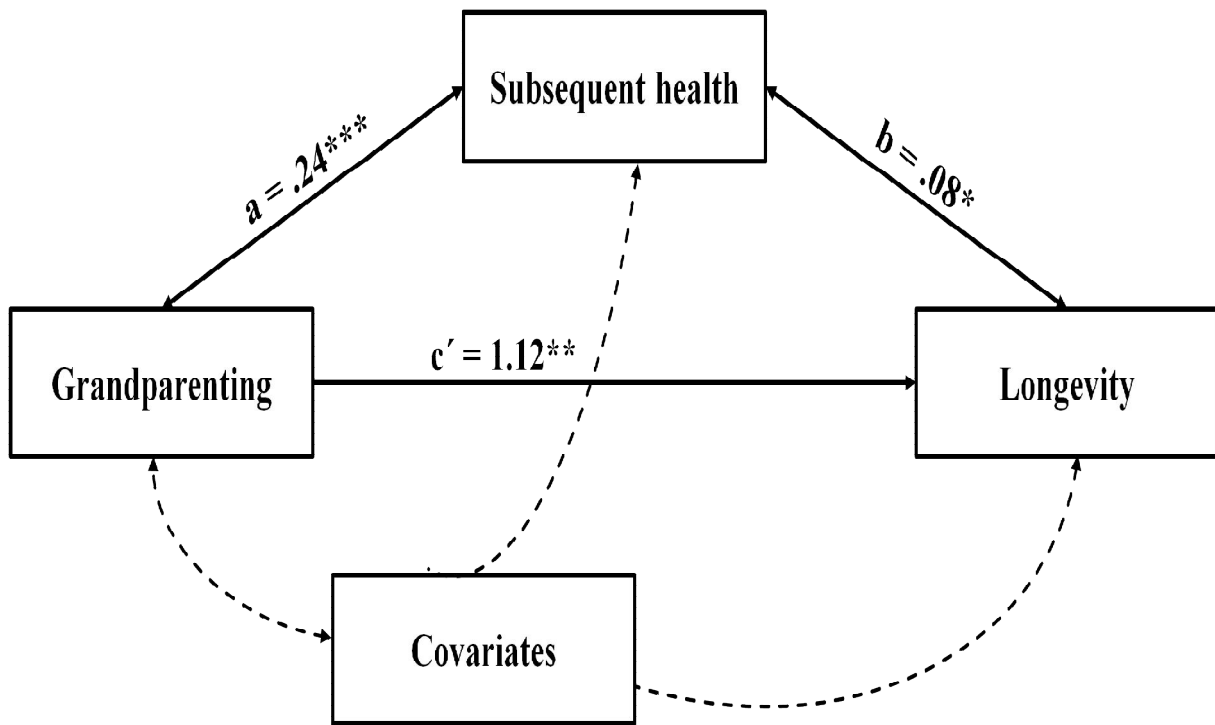 Subsequent health
a = .24***
b = .08*
c´ = 1.12**
Grandparenting
Longevity
Covariates